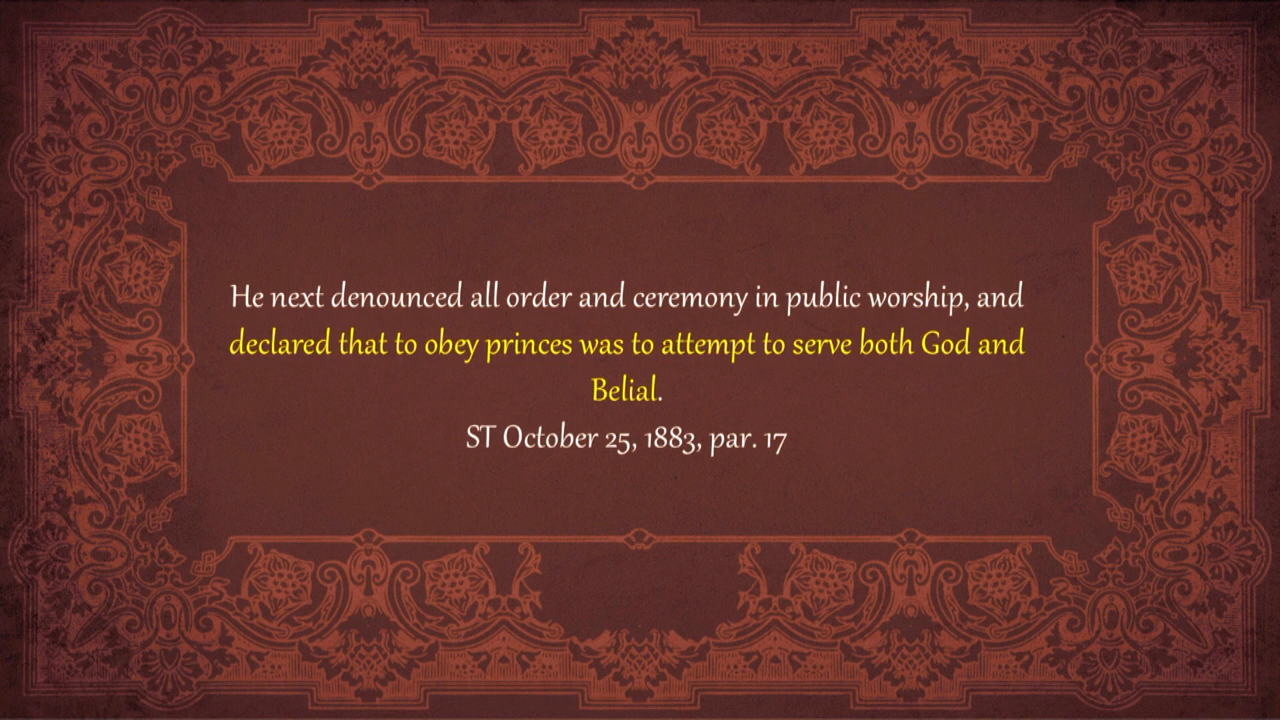 He next denounced all order and ceremony in public worship, and
declared that to obey princes was to attempt to serve both God and
Belial.
ST October 25, 1883, par. 17